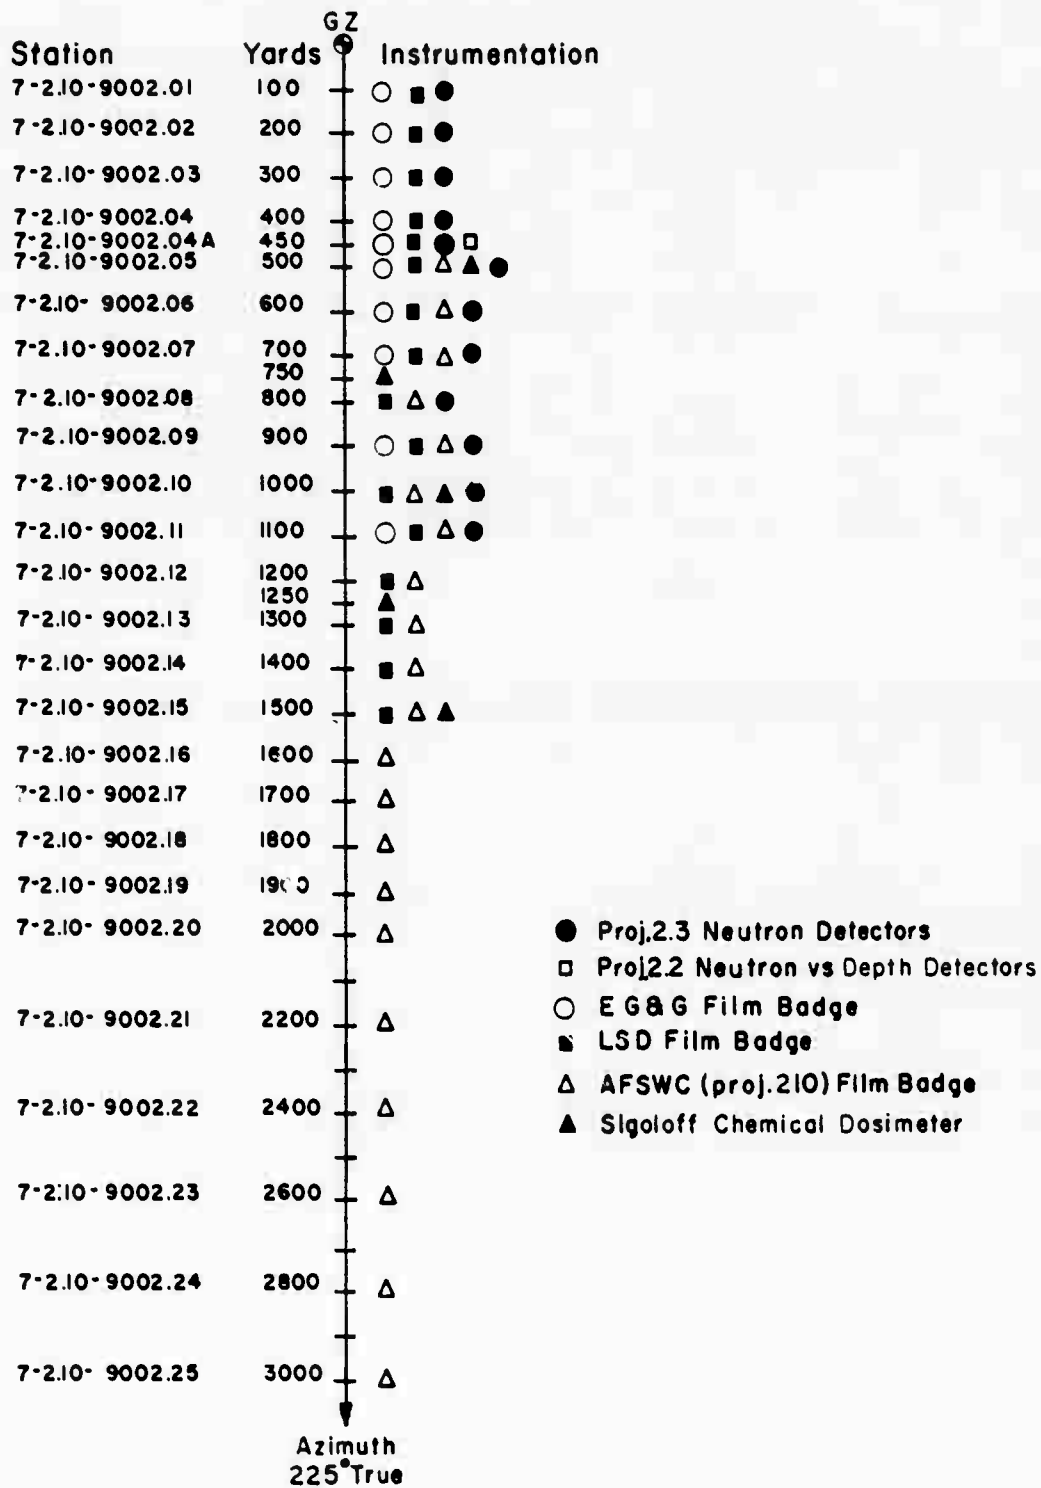 GZ
Station Yards Instrumentation
7-2.10-9002.01 100
7-2.10-9002.02 200
7-2.10-9002.03 300
7-2.10-9002.04 400
7-2.10-9002.04A 450
7-2.10-9002.05 500
7-2.10- 9002.06 600
7-2.10-9002.07 700
750
7-2.10-9002.08 800
7-2.10-9002.09 900
7-2.10-9002.10 1000
7-2.10- 9002.11 1100
7-2.10- 9002.12 1200
1250
7-2.10- 9002.13 1300
7-2.10- 9002.14 1400
7-2.10- 9002.15 1500
7-2.10- 9002.16 1600
7-2.10- 9002.17 1700
7-2.10- 9002.18 1800
7-2.10- 9002.19 1900
7-2.10- 9002.20 2000
7-2.10- 9002.21 2200
7-2.10- 9002.22 2400
7-2.10-9002.23 2600
7-2.10-9002.24 2800
7-2.10- 9002.25 3000
Azimuth
225° True
Proj.2.3 Neutron Detectors
Proj.2.2 Neutron vs Depth Detectors
E G&G Film Badge
LSD Film Badge
AFSWC (proj.210) Film Badge
Sigoloff Chemical Dosimeter